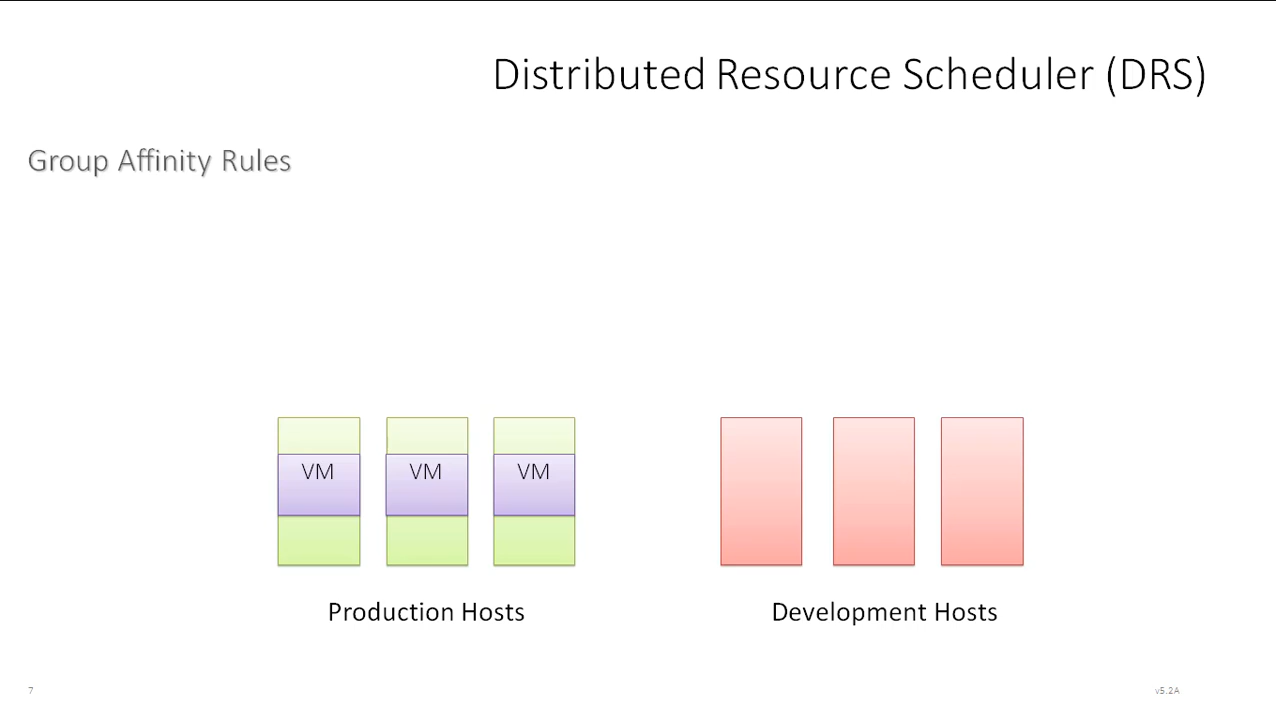 Distributed Resource Scheduler (DRS)
Group Affinity Rules
VM VM VM
Production Hosts Development Hosts
7 v5.2A